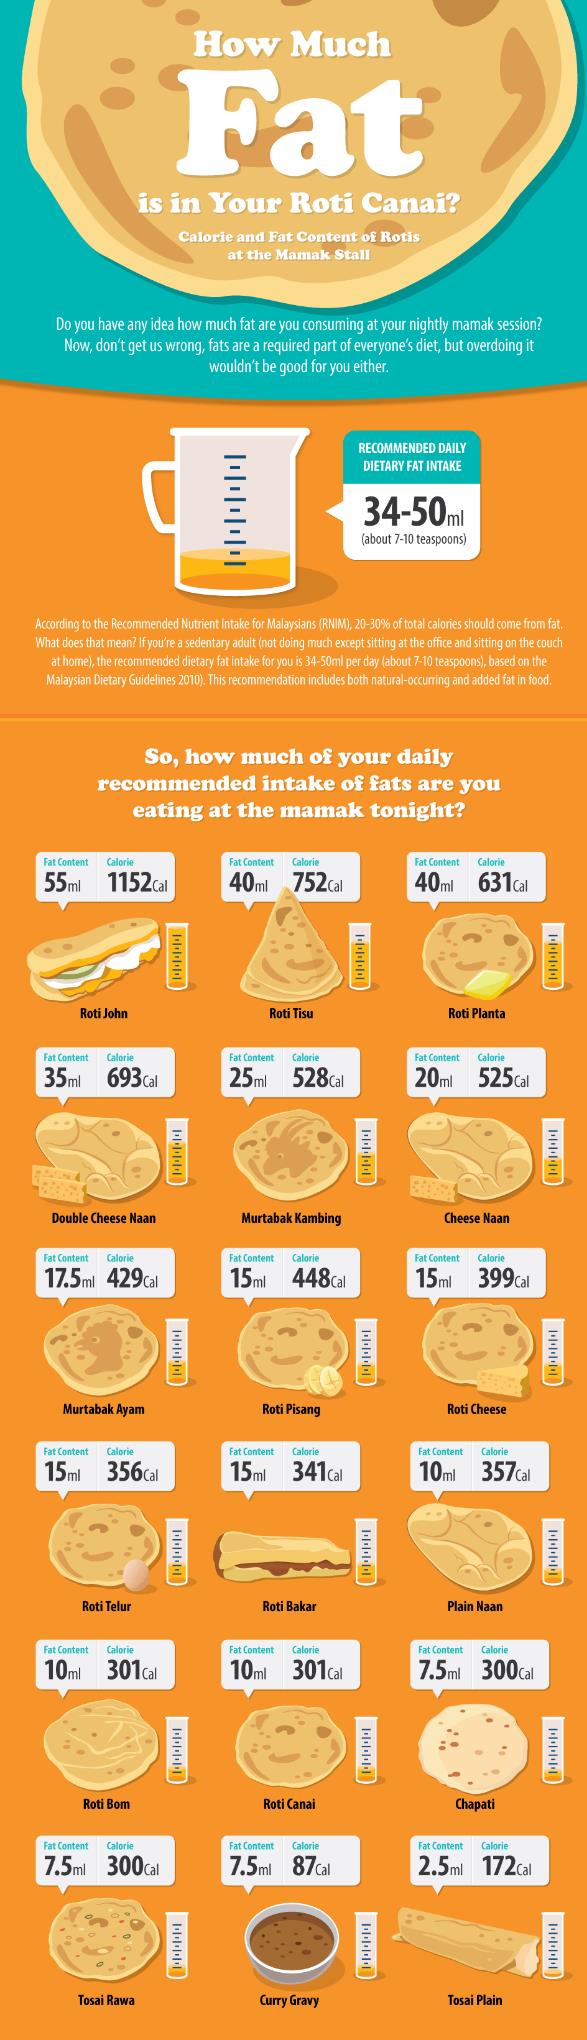 How Much
Fat
is in Your Roti Canai?
Calorie and Fat Content of Rotis
at the Mamak Stall
Do you have any idea how much fat are you consuming at your nightly mamak session?
Now, don't get us wrong, fats are a required part of everyone's diet, but overdoing it
wouldn't be good for you either.
RECOMMENDED DAILY
DIETARY FAT INTAKE
34-50ml
(about 7-10 teaspoons)
According to the Recommended Nutrient Intake for Malaysians (RNIM), 20-30% of total calories should come from fat.
What does that mean? If you're a sedentary adult (not doing much except sitting at the office and sitting on the couch
at home), the recommended dietary fat intake for you is 34-50ml per day (about 7-10 teaspoons), based on the
Malaysian Dietary Guidelines 2010). This recommendation includes both natural-occurring and added fat in food.
So, how much of your daily
recommended intake of fats are you
eating at the mamak tonight?
Fat Content Calorie Fat Content Calorie Fat Content Calorie
55ml 1152Cal 40ml 752Cal 40ml 631Cal
Roti John Roti Tisu Roti Planta
Fat Content Calorie Fat Content Calorie Fat Content Calorie
35ml 693Cal 25ml 528Cal 20ml 525Cal
Double Cheese Naan Murtabak Kambing Cheese Naan
Fat Content Calorie Fat Content Calorie Fat Content Calorie
17.5ml 429Cal 15ml 448Cal 15ml 399Cal
Murtabak Ayam Roti Pisang Roti Cheese
Fat Content Calorie Fat Content Calorie Fat Content Calorie
15ml 356Cal 15ml 341Cal 10ml 357Cal
Roti Telur Roti Bakar Plain Naan
Fat Content Calorie Fat Content Calorie Fat Content Calorie
10ml 301Cal 10ml 301Cal 7.5ml 300Cal
Roti Bom Roti Canai Chapati
Fat Content Calorie Fat Content Calorie Fat Content Calorie
7.5ml 300Cal 7.5ml 87Cal 2.5ml 172Cal
Tosai Rawa Curry Gravy Tosai Plain